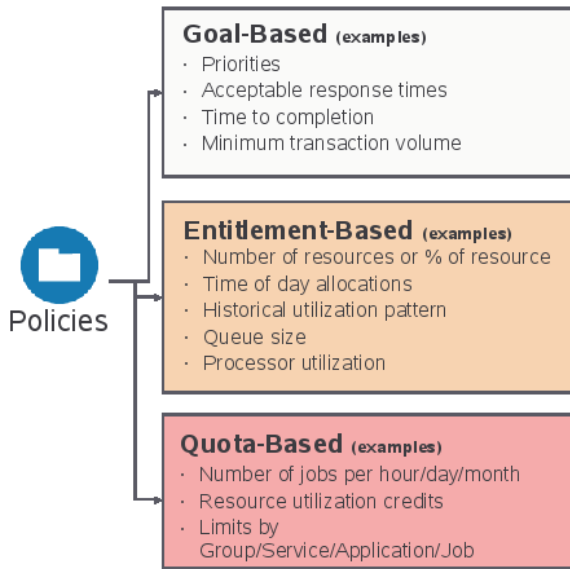 Goal-Based (examples)
· Priorities
· Acceptable response times
· Time to completion
· Minimum transaction volume
Entitlement-Based (examples)
· Number of resources or % of resource
· Time of day allocations
· Historical utilization pattern
· Queue size
· Processor utilization
Policies
Quota-Based (examples)
· Number of jobs per hour/day/month
· Resource utilization credits
· Limits by
Group/Service/Application/Job